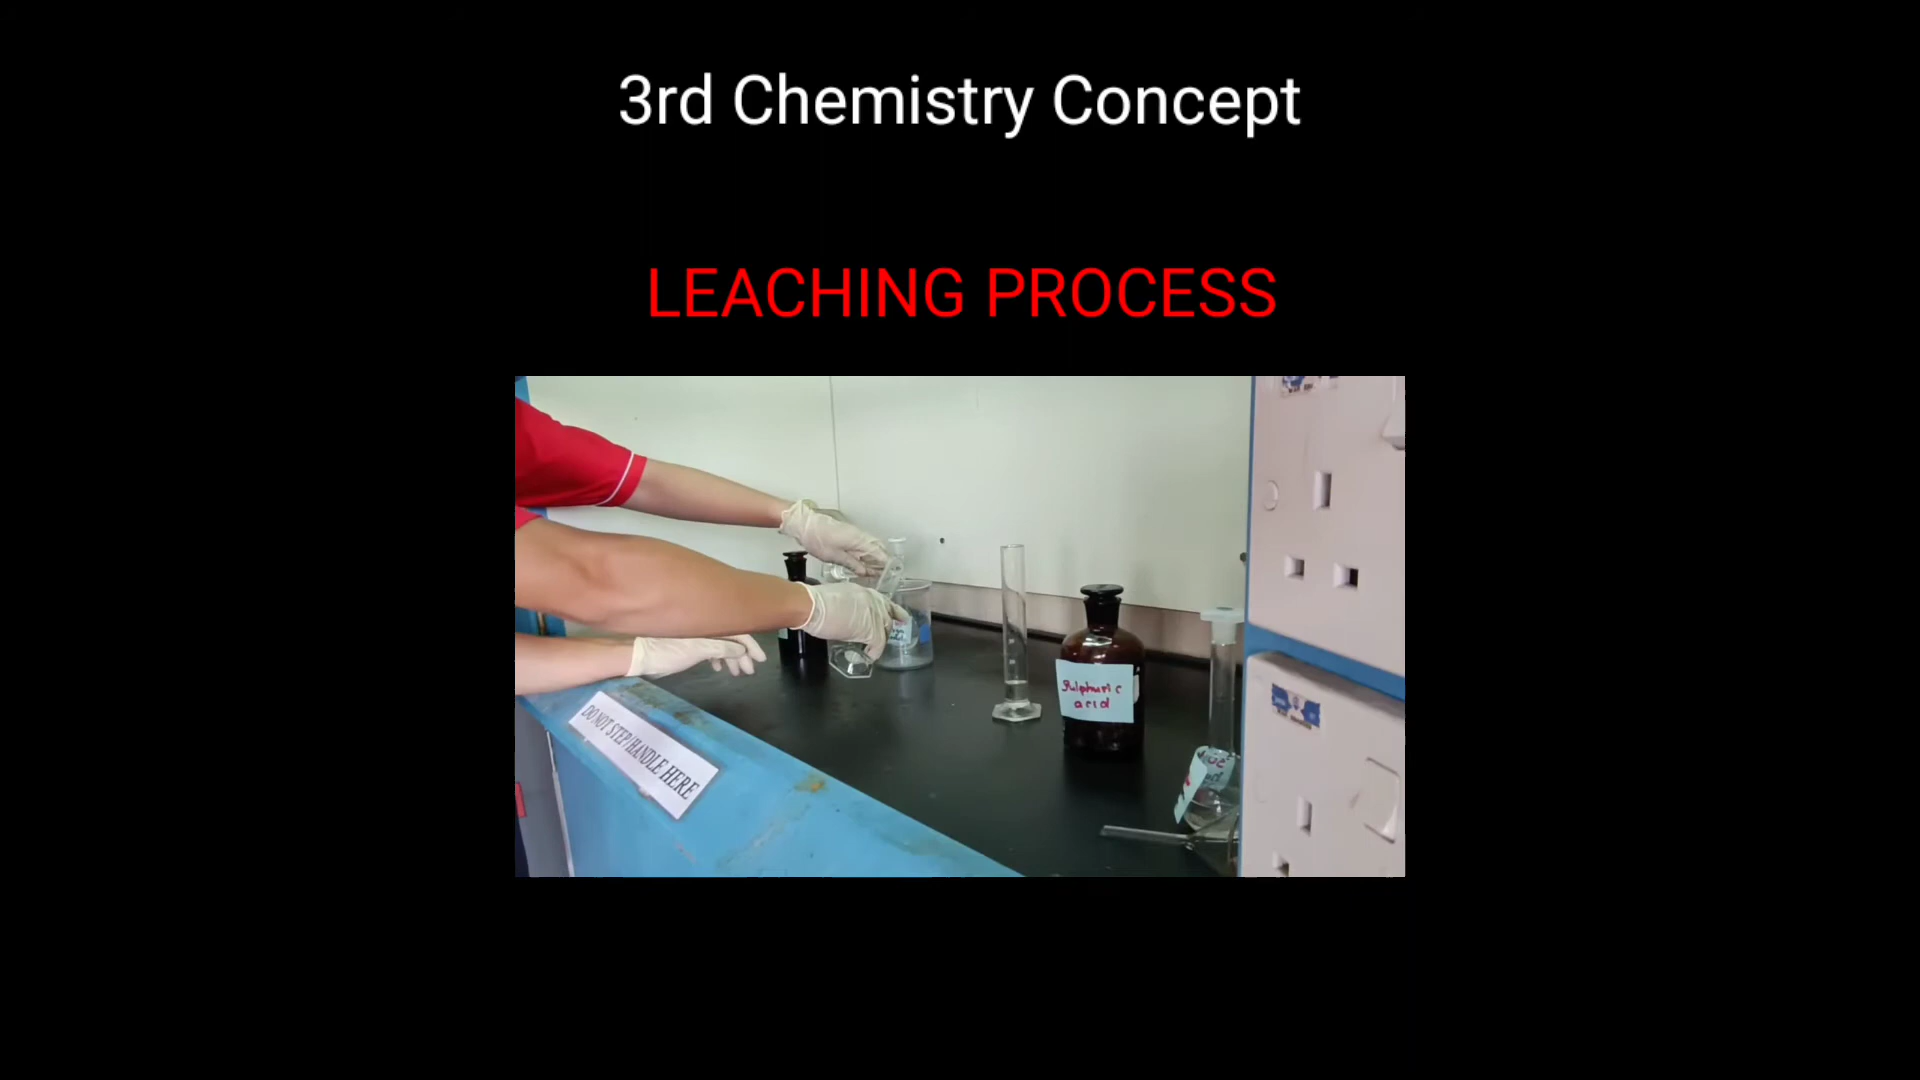 3rd Chemistry Concept
LEACHING PROCESS
DO NOT STEP/HANDLE HERE
Sulphuric
acid